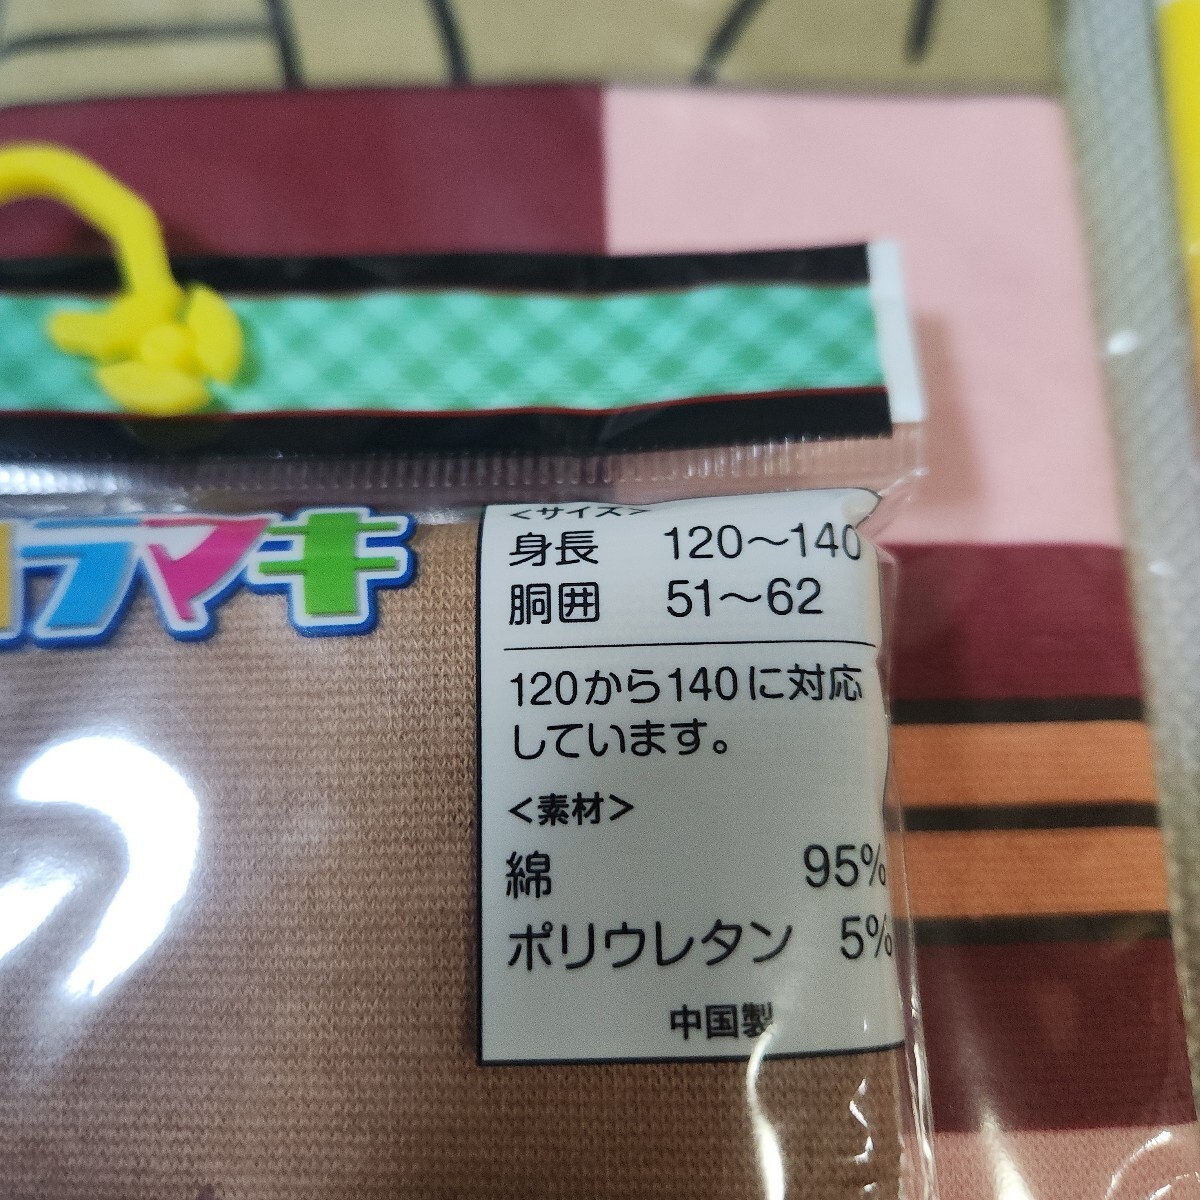 ラマキ
<サイズ>
身長 120～140
胴囲 51～62
120から140に対応
しています。
<素材>
綿 95%
ポリウレタン 5%
中国製